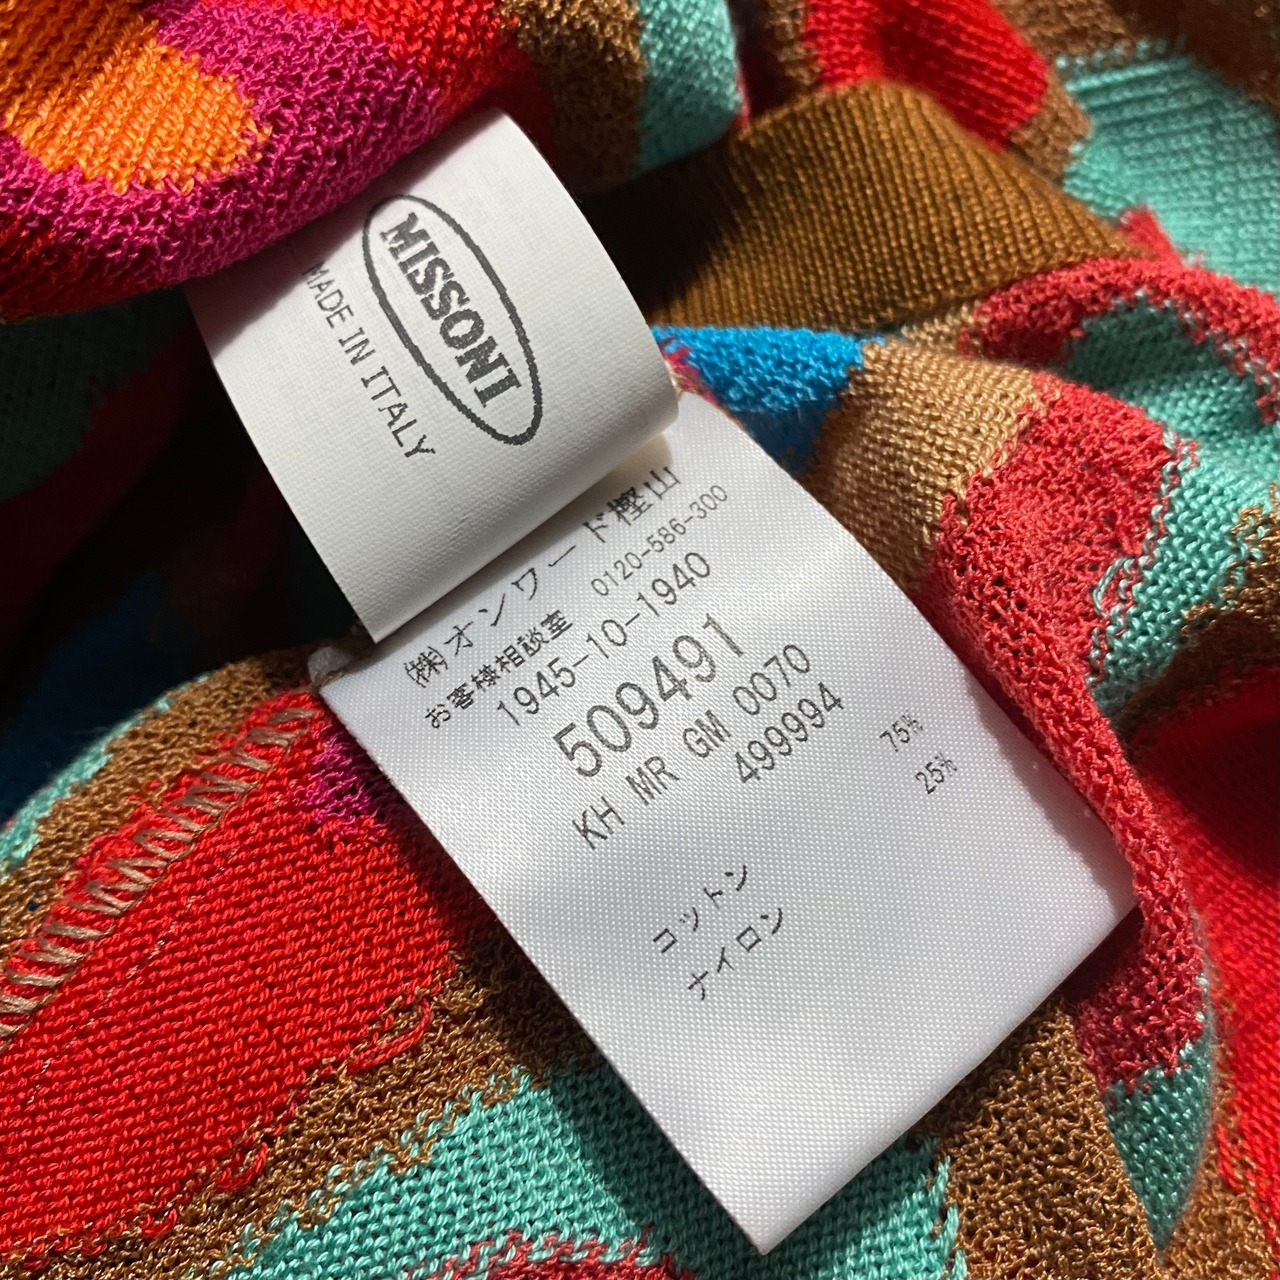 MISSONI
MADE IN ITALY
㈱オンワード樫山
お客様相談室 0120-586-300
1945-10-1940
509491
KH MR GM 0070
499994
コットン 75%
ナイロン 25%